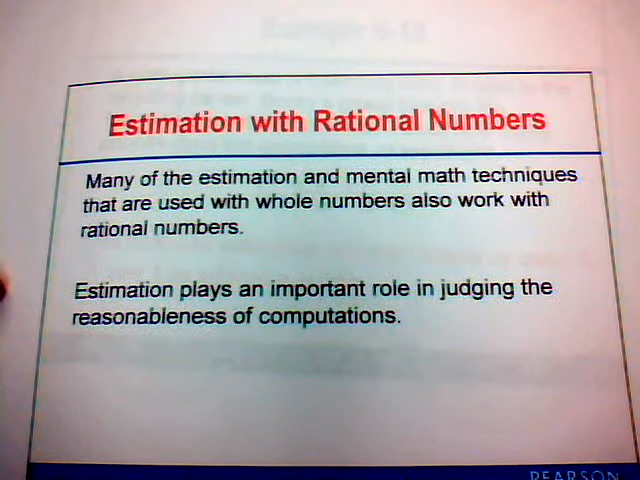 Estimation with Rational Numbers
Many of the estimation and mental math techniques
that are used with whole numbers also work with
rational numbers.
Estimation plays an important role in judging the
reasonableness of computations.
PEARSON